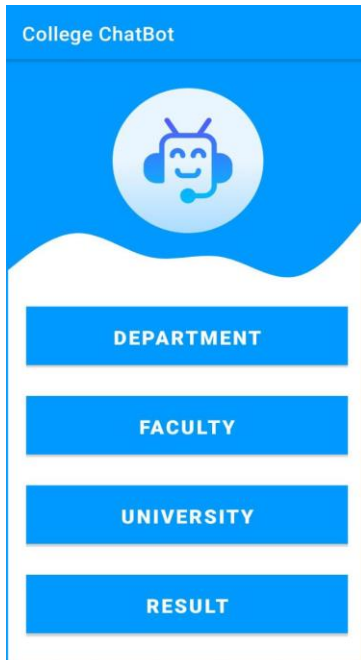 College ChatBot
DEPARTMENT
FACULTY
UNIVERSITY
RESULT